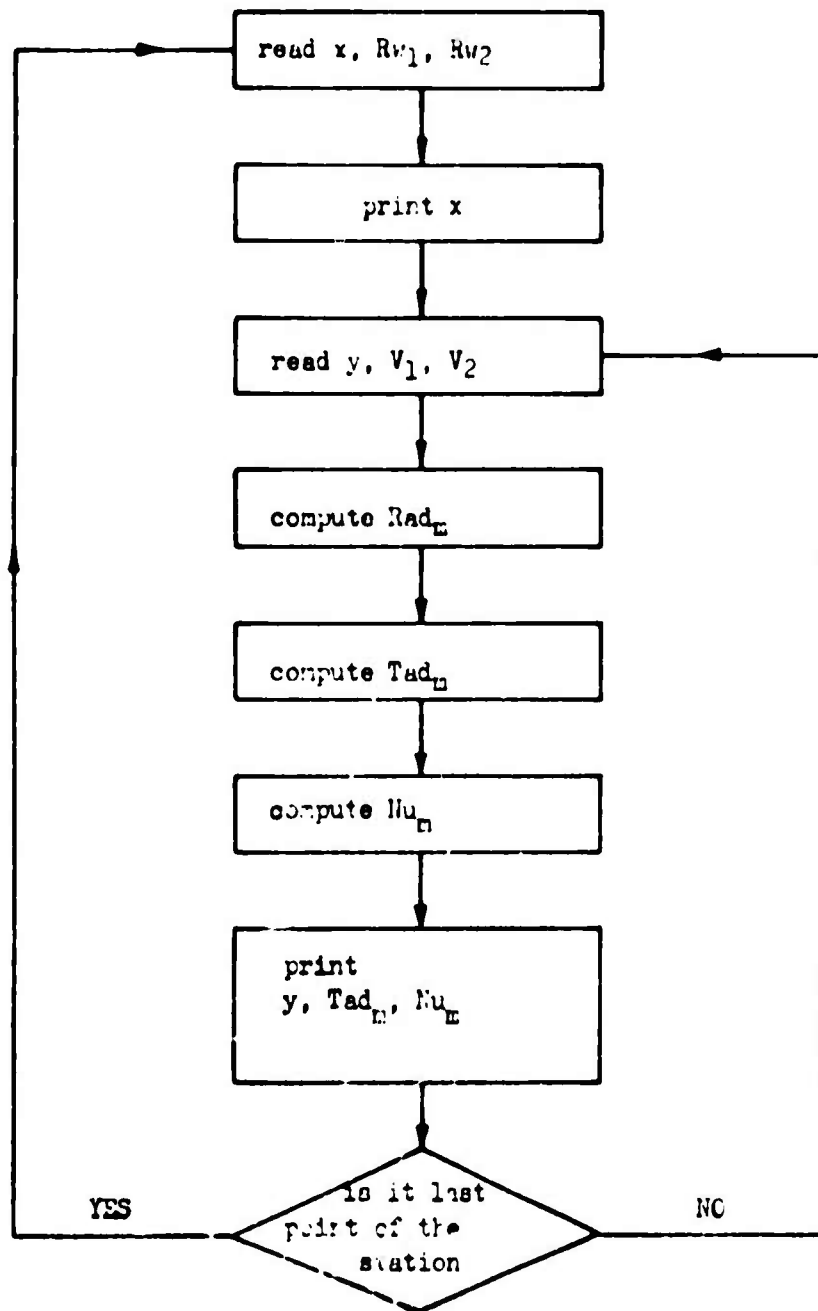 read x, Rw₁, Rw₂
print x
read y, V₁, V₂
compute Radₘ
compute Tadₘ
compute Nuₘ
print
y, Tadₘ, Nuₘ
is it last
point of the
station
YES
NO